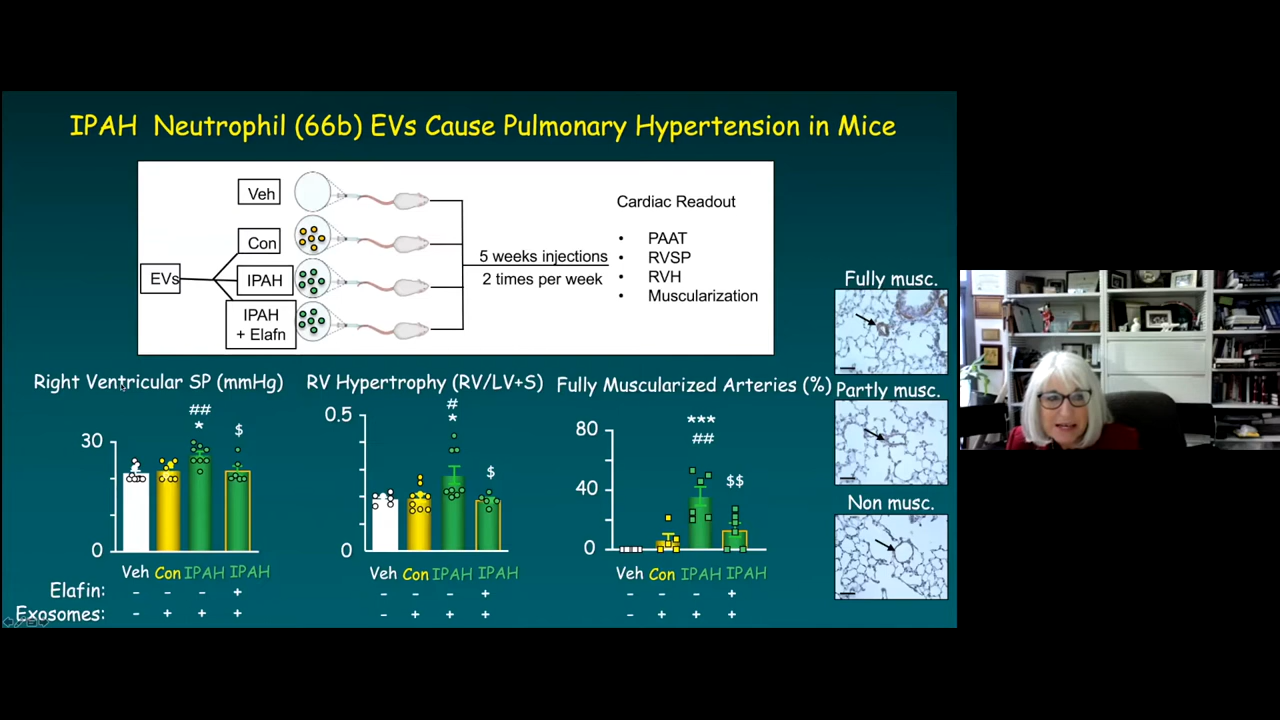 IPAH Neutrophil (66b) EVs Cause Pulmonary Hypertension in Mice
Veh
Con
EVs
IPAH
IPAH
+ Elafn
5 weeks injections
2 times per week
Cardiac Readout
• PAAT
• RVSP
• RVH
• Muscularization
Fully musc.
Partly musc.
Non musc.
Right Ventricular SP (mmHg)
##
*
$
30
0
Veh Con IPAH IPAH
Elafin: - - - +
Exosomes: - + + +
RV Hypertrophy (RV/LV+S)
#
*
$
0.5
0
Veh Con IPAH IPAH
- - - +
- + + +
Fully Muscularized Arteries (%)
***
##
$$
80
40
0
Veh Con IPAH IPAH
- - - +
- + + +